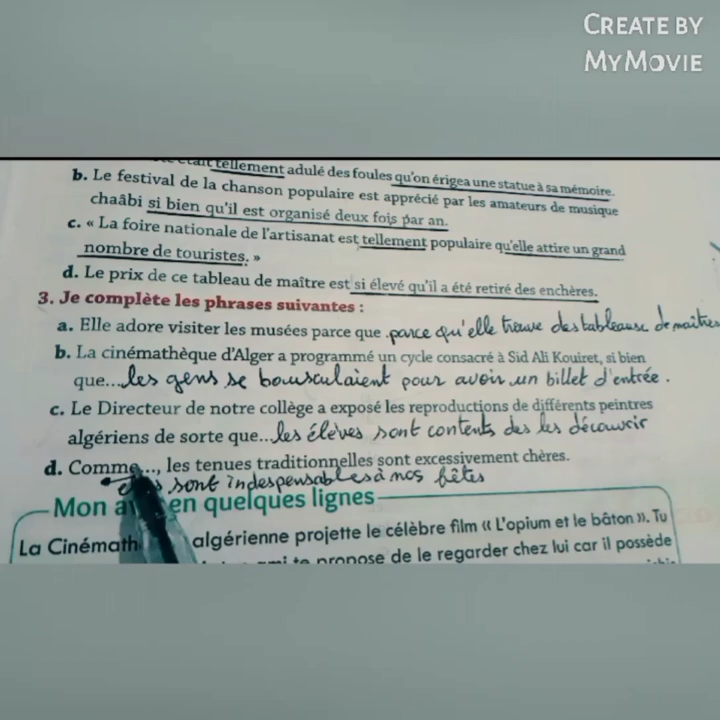 CREATE BY
MYMOVIE
était tellement adulé des foules qu'on érigea une statue à sa mémoire.
b. Le festival de la chanson populaire est apprécié par les amateurs de musique
chaâbi si bien qu'il est organisé deux fois par an.
c. « La foire nationale de l'artisanat est tellement populaire qu'elle attire un grand
nombre de touristes. »
d. Le prix de ce tableau de maître est si élevé qu'il a été retiré des enchères.
3. Je complète les phrases suivantes :
a. Elle adore visiter les musées parce que parce qu'elle trouve des tableaux de maîtres
b. La cinémathèque d'Alger a programmé un cycle consacré à Sid Ali Kouiret, si bien
que...les gens se bousculaient pour avoir un billet d'entrée.
c. Le Directeur de notre collège a exposé les reproductions de différents peintres
algériens de sorte que...les élèves sont contents des les découvrir
d. Comme..., les tenues traditionnelles sont excessivement chères.
sont indespensables à nos fêtes
Mon en quelques lignes
La Cinémath algérienne projette le célèbre film « L'opium et le bâton ». Tu
te propose de le regarder chez lui car il possède